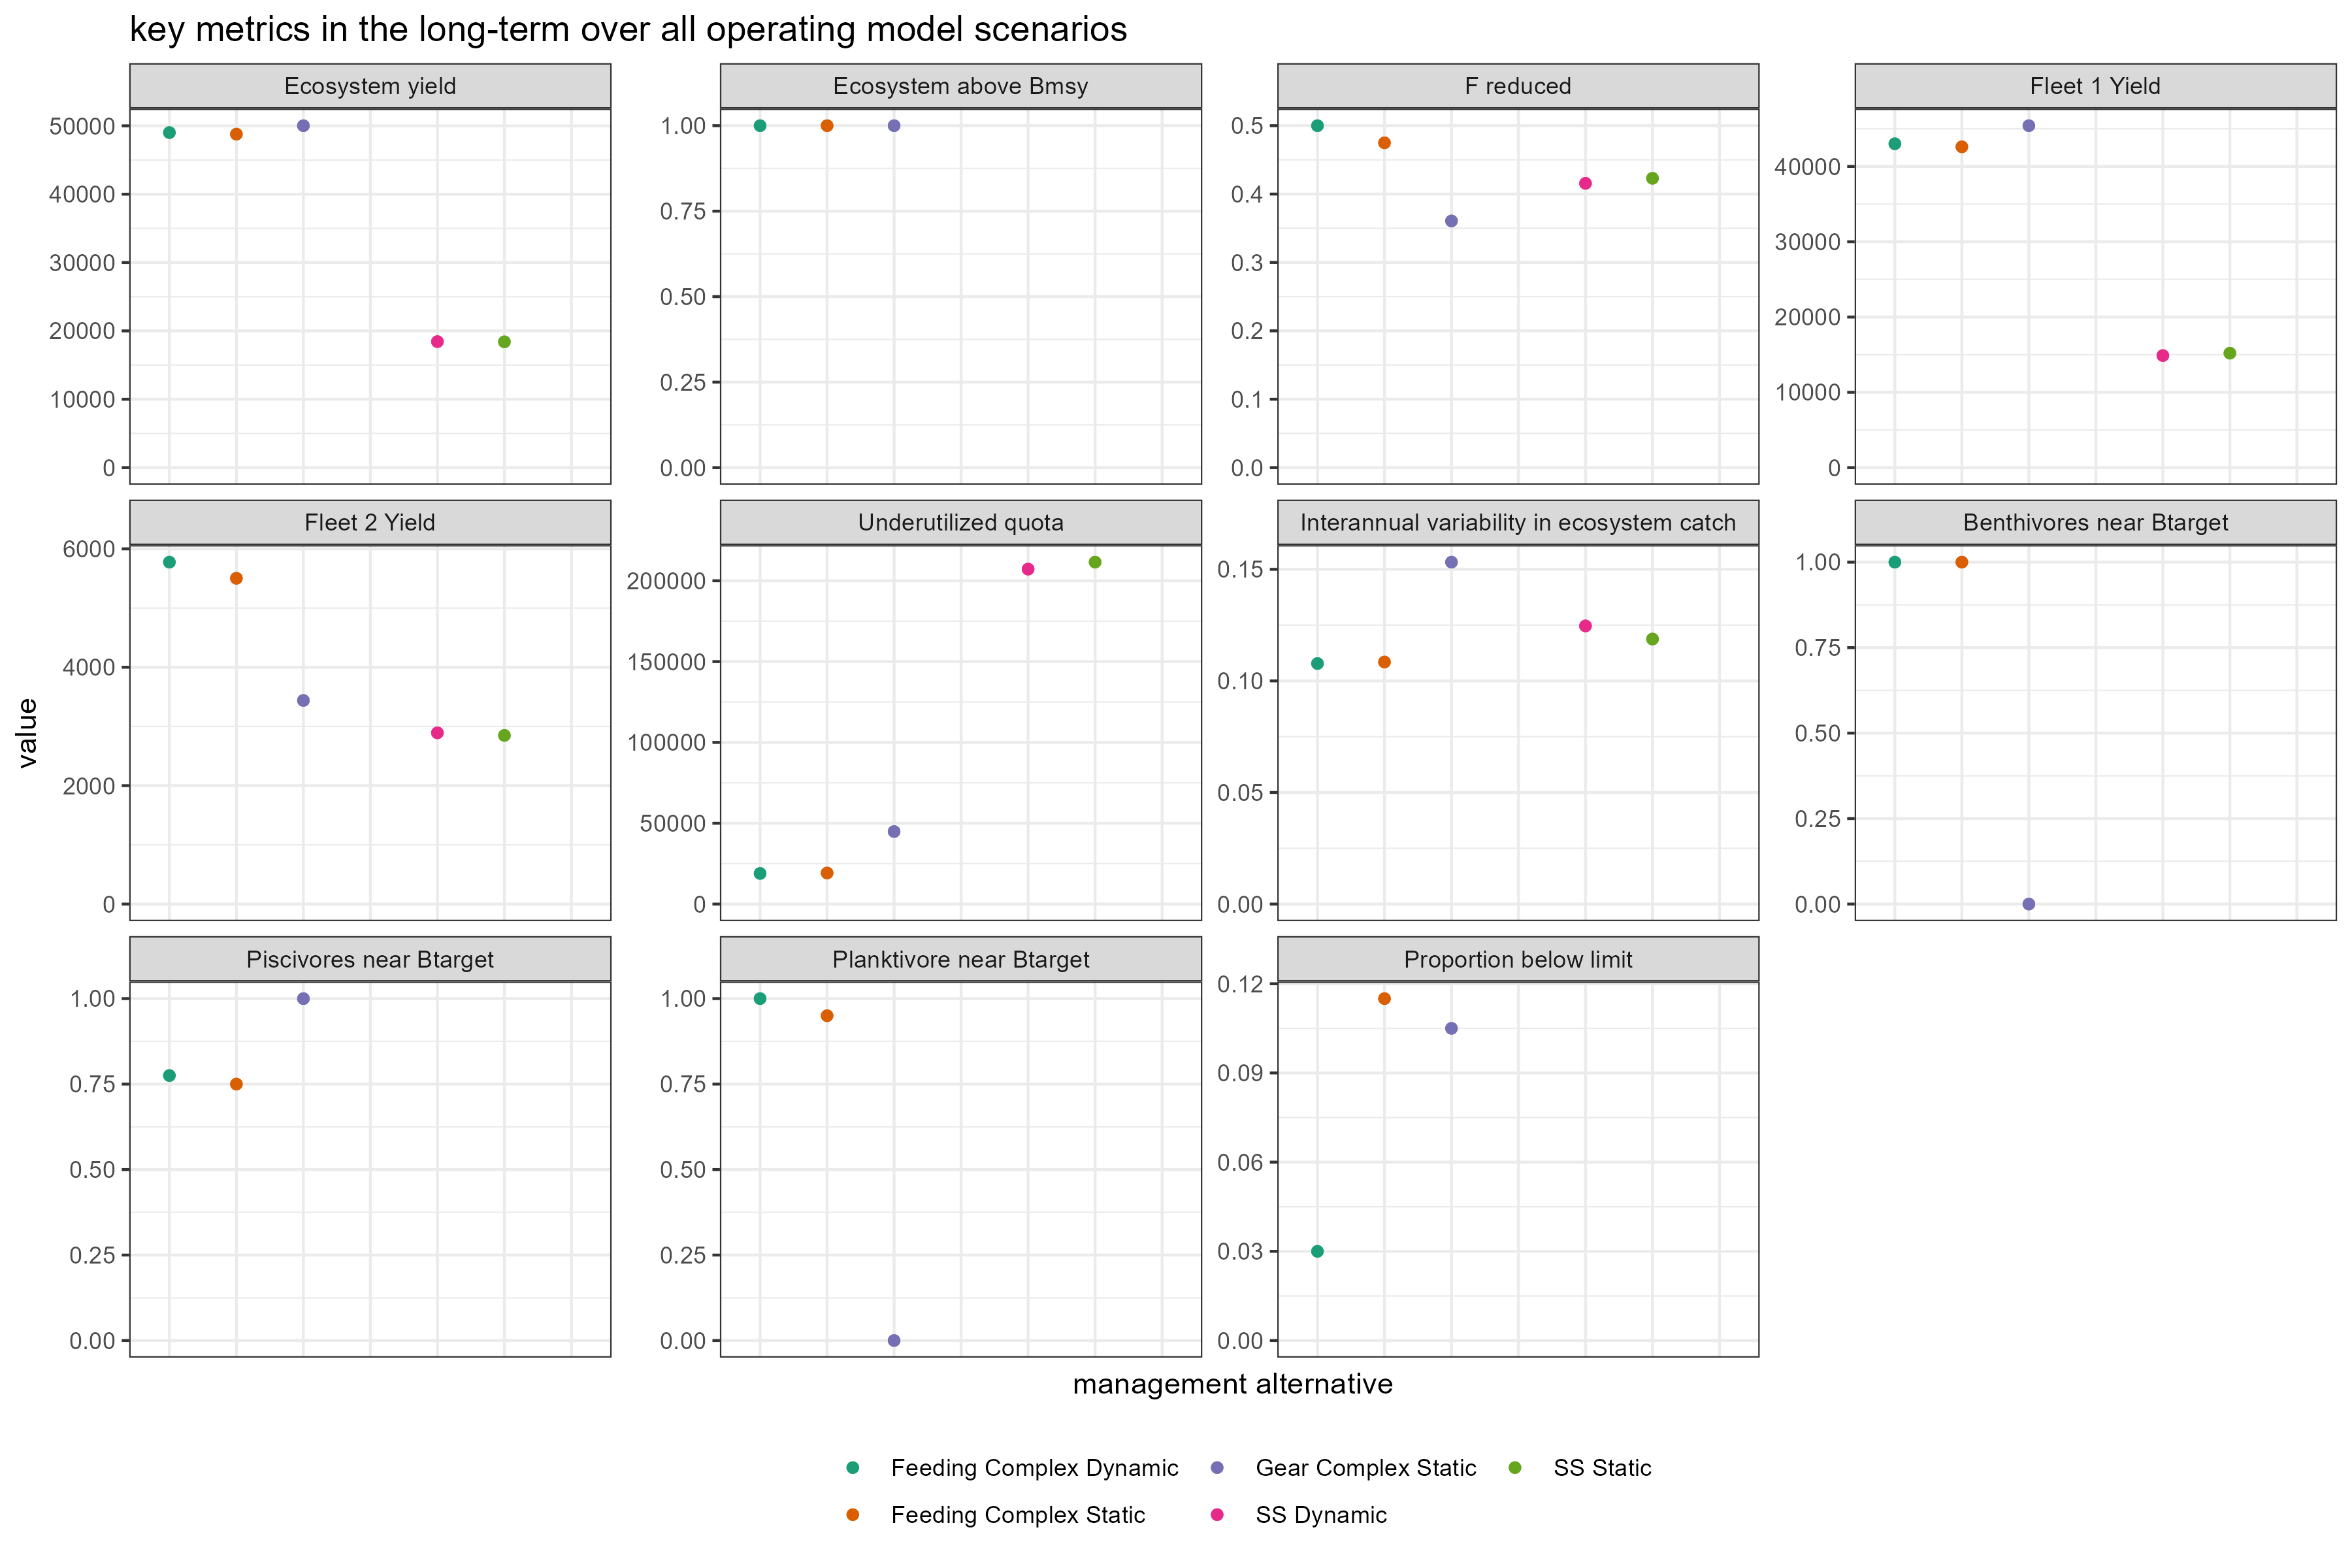 key metrics in the long-term over all operating model scenarios
Ecosystem yield
Ecosystem above Bmsy
F reduced
Fleet 1 Yield
50000
40000
30000
20000
10000
0
1.00
0.75
0.50
0.25
0.00
0.5
0.4
0.3
0.2
0.1
0.0
40000
30000
20000
10000
0
Fleet 2 Yield
Underutilized quota
Interannual variability in ecosystem catch
Benthivores near Btarget
6000
4000
2000
0
200000
150000
100000
50000
0
0.15
0.10
0.05
0.00
1.00
0.75
0.50
0.25
0.00
value
Piscivores near Btarget
Planktivore near Btarget
Proportion below limit
1.00
0.75
0.50
0.25
0.00
1.00
0.75
0.50
0.25
0.00
0.12
0.09
0.06
0.03
0.00
management alternative
Feeding Complex Dynamic
Gear Complex Static
SS Static
Feeding Complex Static
SS Dynamic